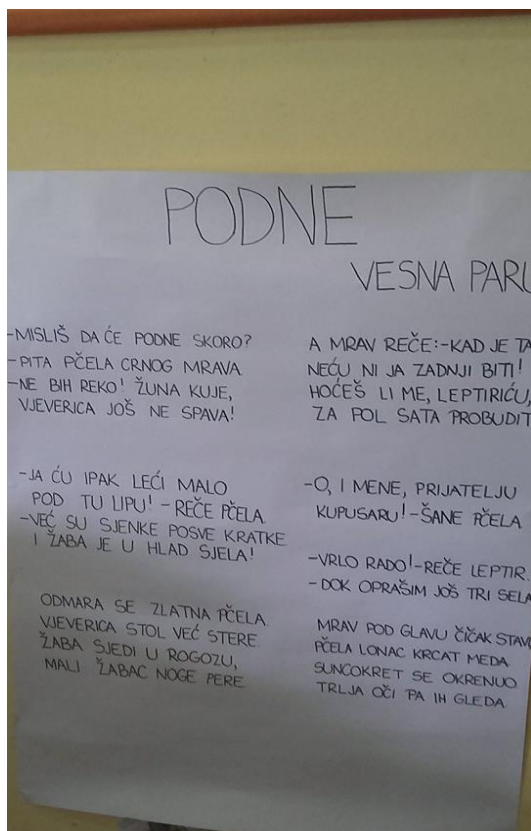 PODNE
VESNA PARU
-MISLIŠ DA ĆE PODNE SKORO?
-PITA PČELA CRNOG MRAVA
-NE BIH REKO! ŽUNA KUJE,
VJEVERICA JOŠ NE SPAVA!
-JA ĆU IPAK LEĆI MALO
POD TU LIPU! - REČE PČELA
-VEĆ SU SJENKE POSVE KRATKE
I ŽABA JE U HLAD SJELA!
ODMARA SE ZLATNA PČELA
VJEVERICA STOL VEĆ STERE
ŽABA SJEDI U ROGOZU,
MALI ŽABAC NOGE PERE
A MRAV REČE:-KAD JE TA
NEĆU NI JA ZADNJI BITI!
HOĆEŠ LI ME, LEPTIRIĆU,
ZA POL SATA PROBUDIT
-O, I MENE, PRIJATELJU
KUPUSARU!-ŠANE PČELA
-VRLO RADO!-REČE LEPTIR
-DOK OPRAŠIM JOŠ TRI SELA
MRAV POD GLAVU ČIČAK STAV
PČELA LONAC KRCAT MEDA
SUNCOKRET SE OKRENUO
TRLJA OČI PA IH GLEDA